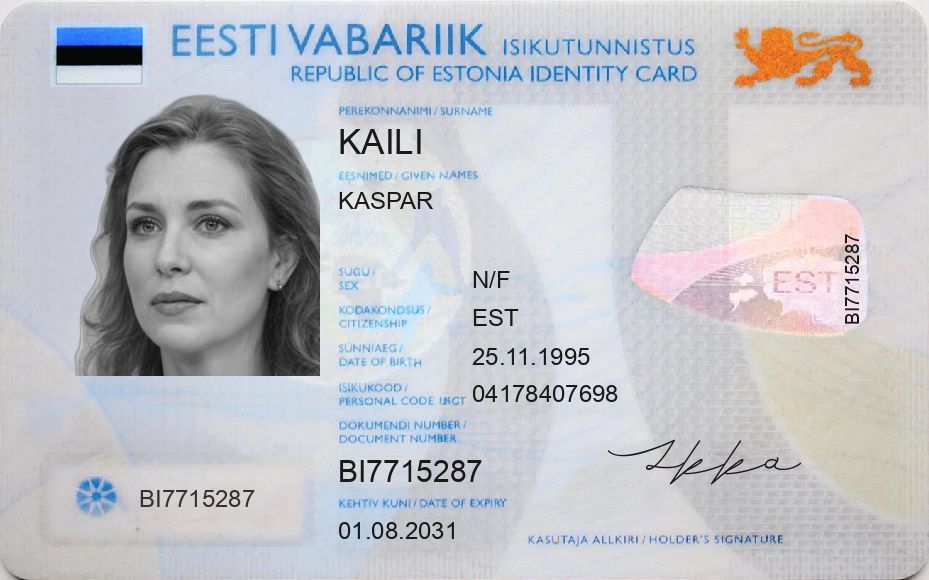 EESTI VABARIIK ISIKUTUNNISTUS
REPUBLIC OF ESTONIA IDENTITY CARD
PEREKONNANIMI / SURNAME
KAILI
EESNIMED / GIVEN NAMES
KASPAR
SUGU /
SEX
N/F
KODAKONDSUS /
CITIZENSHIP
EST
SÜNNIAEG /
DATE OF BIRTH
25.11.1995
ISIKUKOOD /
PERSONAL CODE
04178407698
DOKUMENDI NUMBER /
DOCUMENT NUMBER
BI7715287
KEHTIV KUNI / DATE OF EXPIRY
01.08.2031
BI7715287
EST
BI7715287
KASUTAJA ALLKIRI / HOLDER'S SIGNATURE